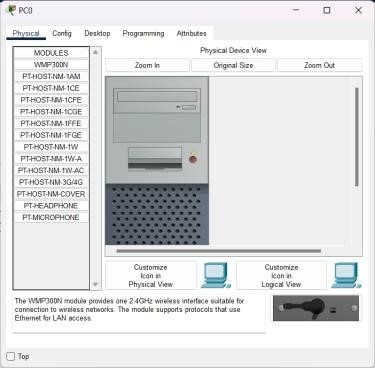 PC0
Physical Config Desktop Programming Attributes
MODULES
WMP300N
PT-HOST-NM-1AM
PT-HOST-NM-1CE
PT-HOST-NM-1CFE
PT-HOST-NM-1CGE
PT-HOST-NM-1FFE
PT-HOST-NM-1FGE
PT-HOST-NM-1W
PT-HOST-NM-1W-A
PT-HOST-NM-1W-AC
PT-HOST-NM-3G/4G
PT-HOST-NM-COVER
PT-HEADPHONE
PT-MICROPHONE
Physical Device View
Zoom In Original Size Zoom Out
Customize
Icon in
Physical View
Customize
Icon in
Logical View
The WMP300N module provides one 2.4GHz wireless interface suitable for
connection to wireless networks. The module supports protocols that use
Ethernet for LAN access.
Top